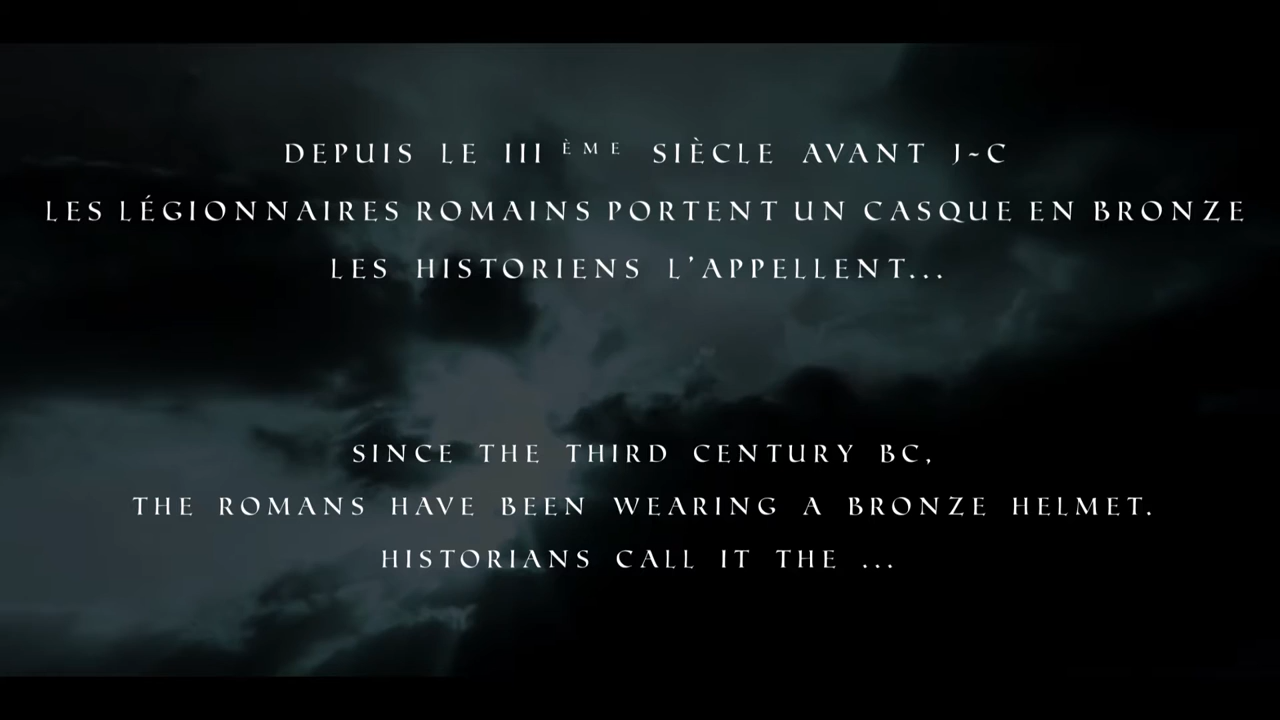 DEPUIS LE III ÈME SIÈCLE AVANT J-C
LES LÉGIONNAIRES ROMAINS PORTENT UN CASQUE EN BRONZE
LES HISTORIENS L'APPELLENT...
SINCE THE THIRD CENTURY BC,
THE ROMANS HAVE BEEN WEARING A BRONZE HELMET.
HISTORIANS CALL IT THE ...